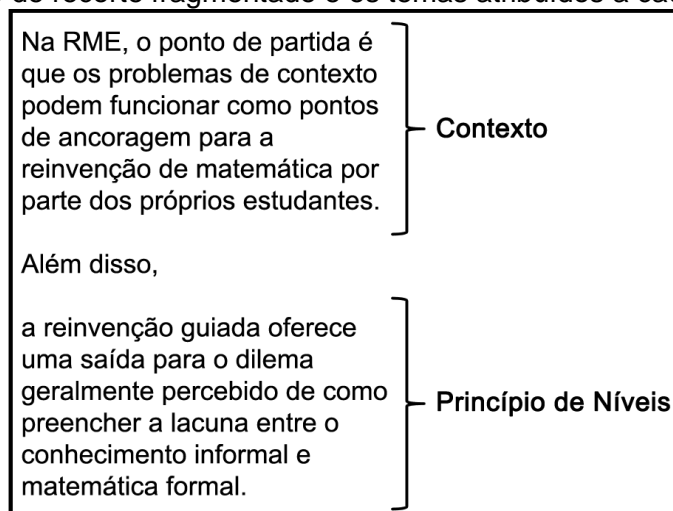 de recorte fragmentado e os temas atribuídos a
Na RME, o ponto de partida é
que os problemas de contexto
podem funcionar como pontos
de ancoragem para a
reinvenção de matemática por
parte dos próprios estudantes.
Contexto
Além disso,
a reinvenção guiada oferece
uma saída para o dilema
geralmente percebido de como
preencher a lacuna entre o
conhecimento informal e
matemática formal.
Princípio de Níveis